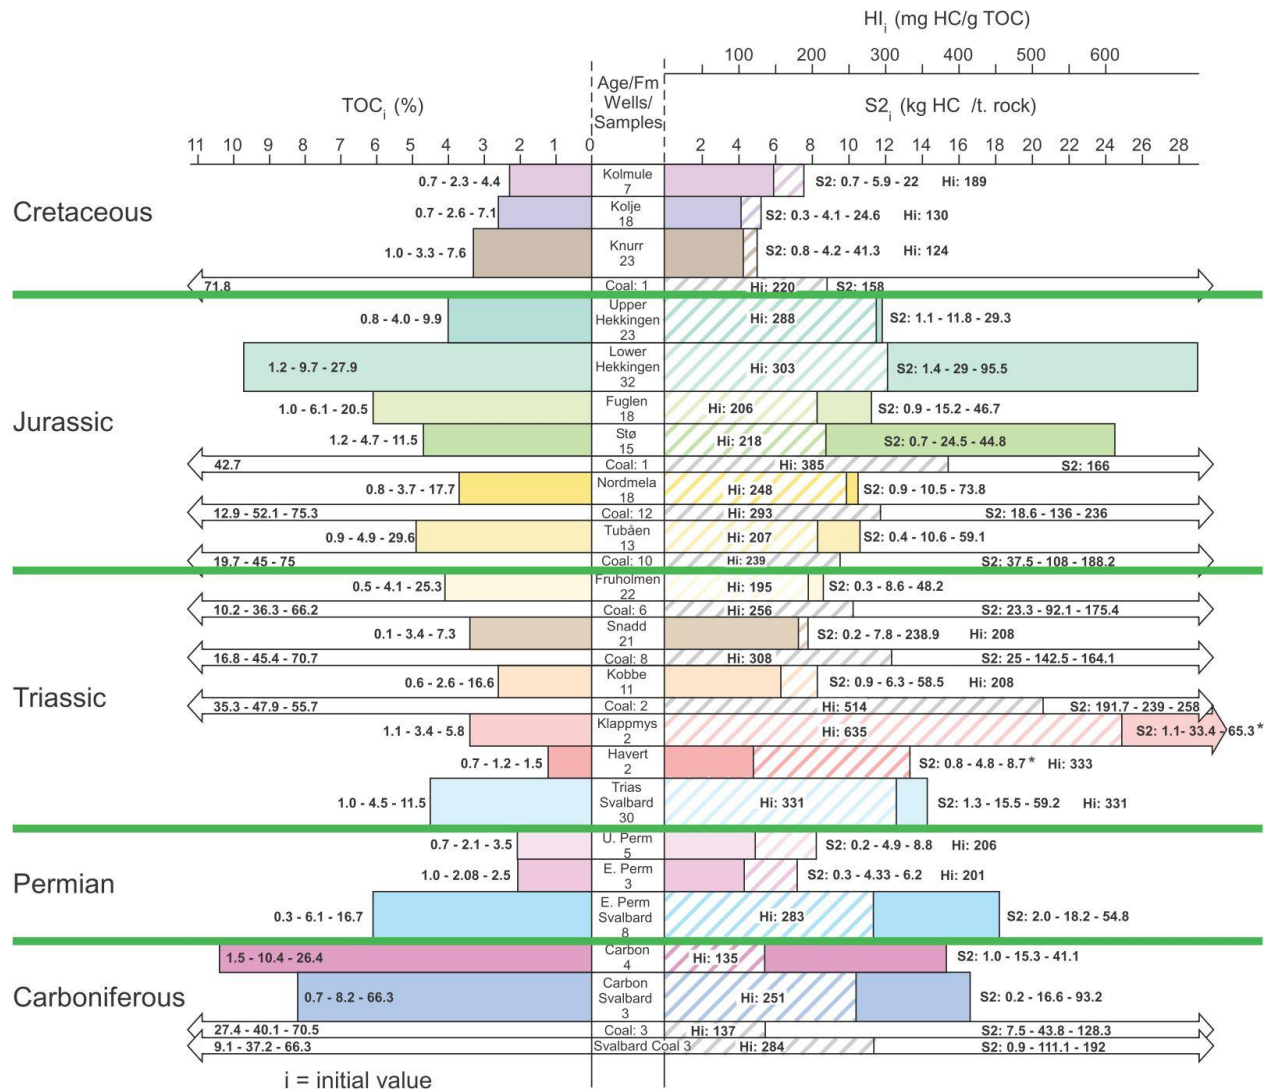 HIi (mg HC/g TOC)
100 200 300 400 500 600
Age/Fm
Wells/
Samples
TOCi (%)
S2i (kg HC /t. rock)
11 10 9 8 7 6 5 4 3 2 1 0
2 4 6 8 10 12 14 16 18 20 22 24 26 28
Cretaceous
0.7 - 2.3 - 4.4
Kolmule
7
S2: 0.7 - 5.9 - 22 Hi: 189
0.7 - 2.6 - 7.1
Kolje
18
S2: 0.3 - 4.1 - 24.6 Hi: 130
1.0 - 3.3 - 7.6
Knurr
23
S2: 0.8 - 4.2 - 41.3 Hi: 124
71.8
Coal: 1
Hi: 220
S2: 158
Jurassic
0.8 - 4.0 - 9.9
Upper
Hekkingen
23
Hi: 288
S2: 1.1 - 11.8 - 29.3
1.2 - 9.7 - 27.9
Lower
Hekkingen
32
Hi: 303
S2: 1.4 - 29 - 95.5
1.0 - 6.1 - 20.5
Fuglen
18
Hi: 206
S2: 0.9 - 15.2 - 46.7
1.2 - 4.7 - 11.5
Stø
15
Hi: 218
S2: 0.7 - 24.5 - 44.8
42.7
Coal: 1
Hi: 385
S2: 166
0.8 - 3.7 - 17.7
Nordmela
18
Hi: 248
S2: 0.9 - 10.5 - 73.8
12.9 - 52.1 - 75.3
Coal: 12
Hi: 293
S2: 18.6 - 136 - 236
0.9 - 4.9 - 29.6
Tubåen
13
Hi: 207
S2: 0.4 - 10.6 - 59.1
19.7 - 45 - 75
Coal: 10
Hi: 239
S2: 37.5 - 108 - 188.2
Triassic
0.5 - 4.1 - 25.3
Fruholmen
22
Hi: 195
S2: 0.3 - 8.6 - 48.2
10.2 - 36.3 - 66.2
Coal: 6
Hi: 256
S2: 23.3 - 92.1 - 175.4
0.1 - 3.4 - 7.3
Snadd
21
S2: 0.2 - 7.8 - 238.9 Hi: 208
16.8 - 45.4 - 70.7
Coal: 8
Hi: 308
S2: 25 - 142.5 - 164.1
0.6 - 2.6 - 16.6
Kobbe
11
S2: 0.9 - 6.3 - 58.5 Hi: 208
35.3 - 47.9 - 55.7
Coal: 2
Hi: 514
S2: 191.7 - 239 - 258
1.1 - 3.4 - 5.8
Klappmys
2
Hi: 635
S2: 1.1- 33.4 - 65.3*
0.7 - 1.2 - 1.5
Havert
2
S2: 0.8 - 4.8 - 8.7* Hi: 333
1.0 - 4.5 - 11.5
Trias
Svalbard
30
Hi: 331
S2: 1.3 - 15.5 - 59.2 Hi: 331
Permian
0.7 - 2.1 - 3.5
U. Perm
5
S2: 0.2 - 4.9 - 8.8 Hi: 206
1.0 - 2.08 - 2.5
E. Perm
3
S2: 0.3 - 4.33 - 6.2 Hi: 201
0.3 - 6.1 - 16.7
E. Perm
Svalbard
8
Hi: 283
S2: 2.0 - 18.2 - 54.8
Carboniferous
1.5 - 10.4 - 26.4
Carbon
4
Hi: 135
S2: 1.0 - 15.3 - 41.1
0.7 - 8.2 - 66.3
Carbon
Svalbard
3
Hi: 251
S2: 0.2 - 16.6 - 93.2
27.4 - 40.1 - 70.5
Coal: 3
Hi: 137
S2: 7.5 - 43.8 - 128.3
9.1 - 37.2 - 66.3
Svalbard Coal 3
Hi: 284
S2: 0.9 - 111.1 - 192
i = initial value